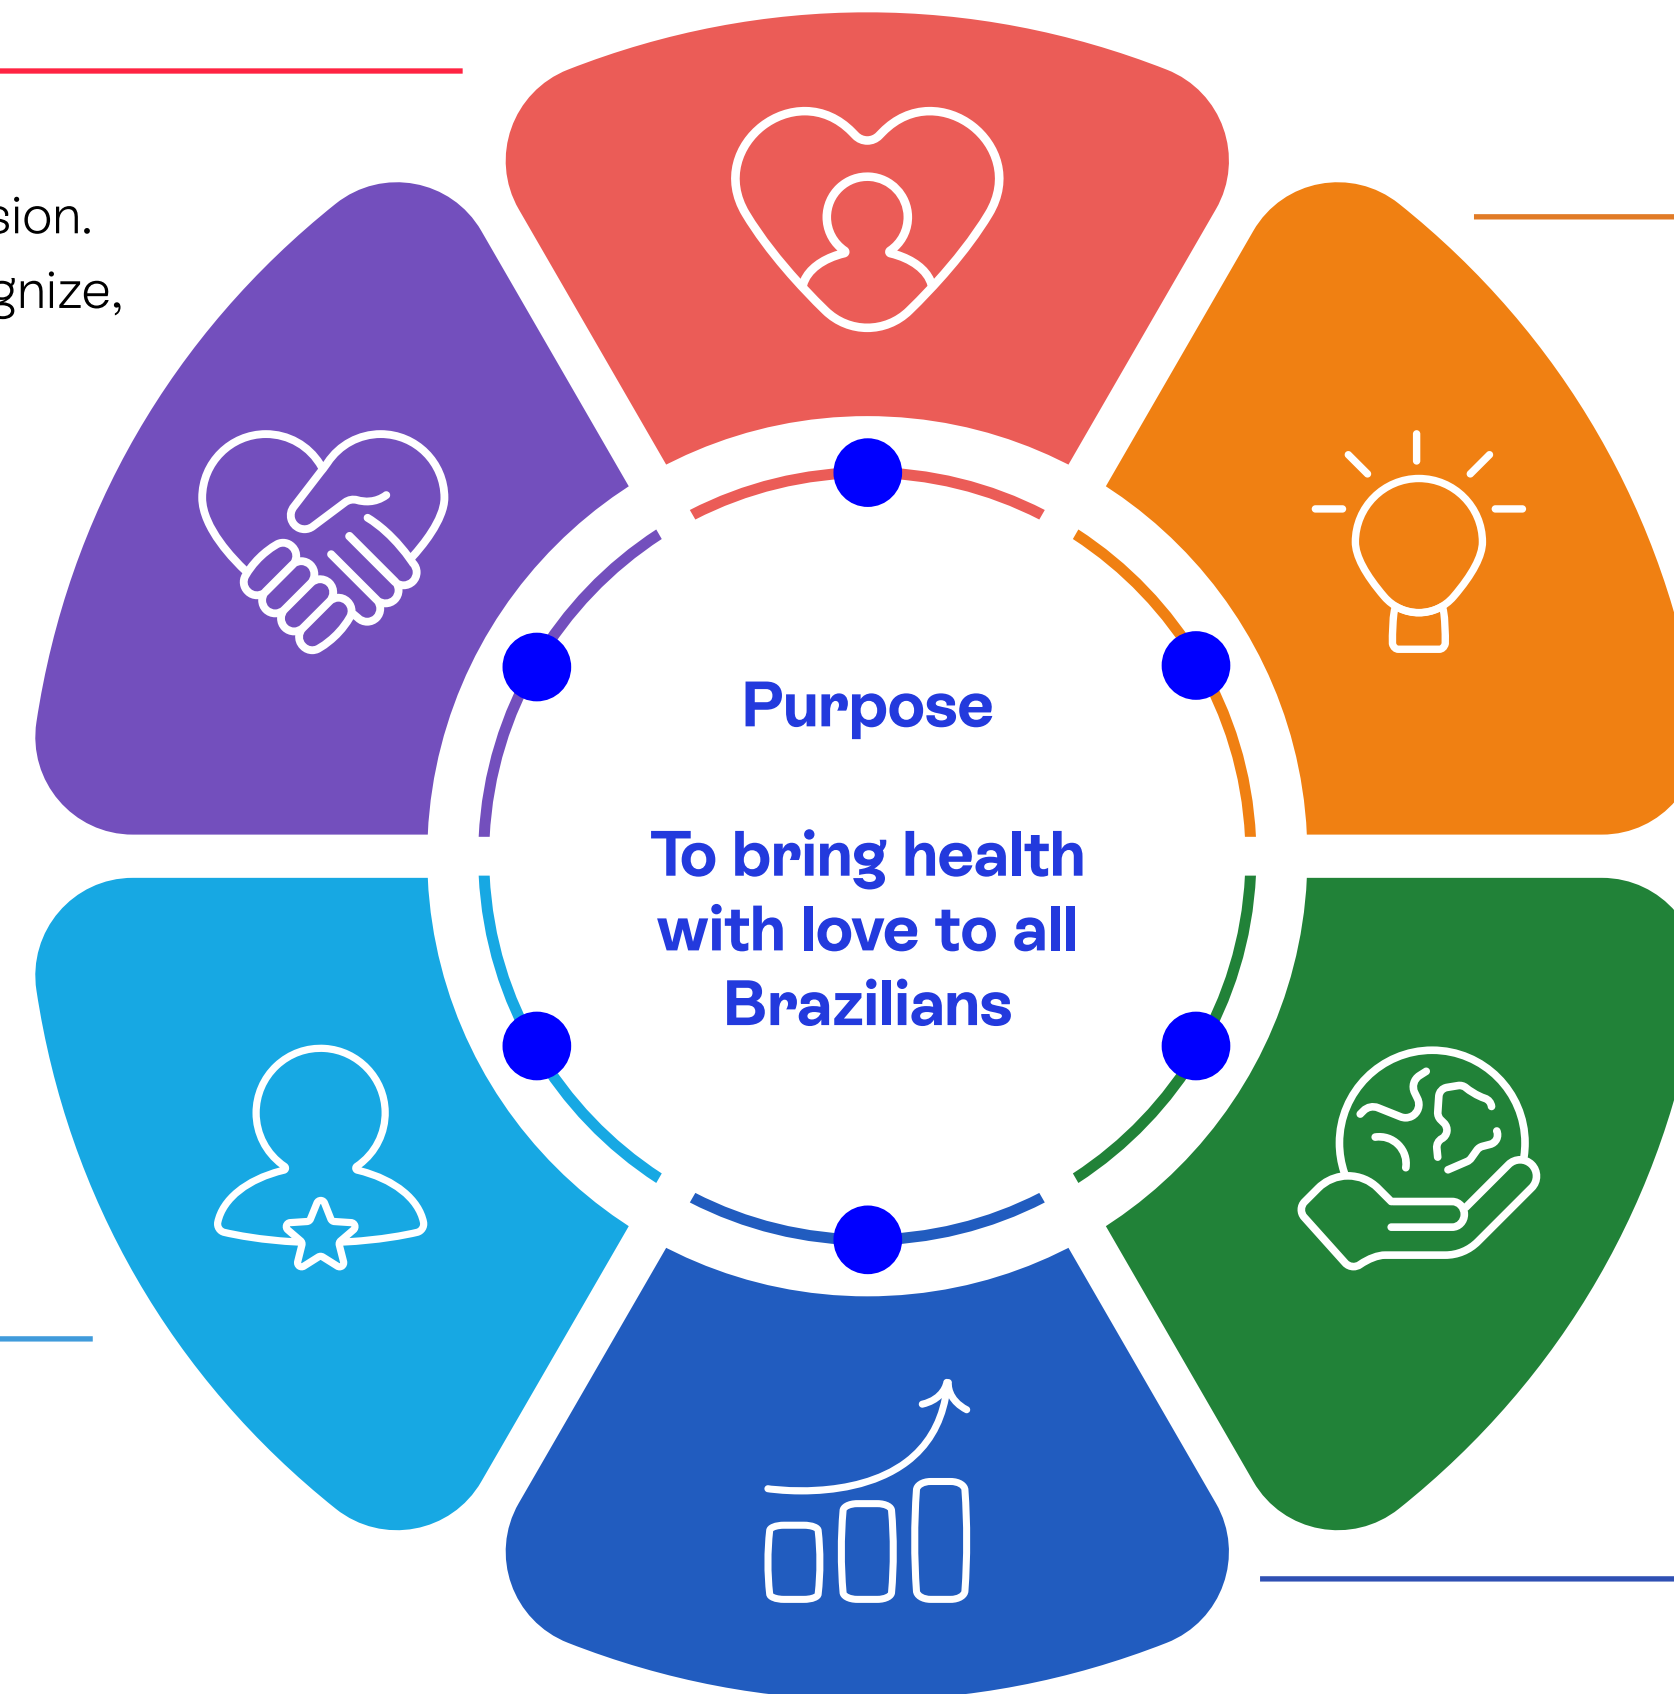 sion.
gnize,
Purpose
To bring health
with love to all
Brazilians